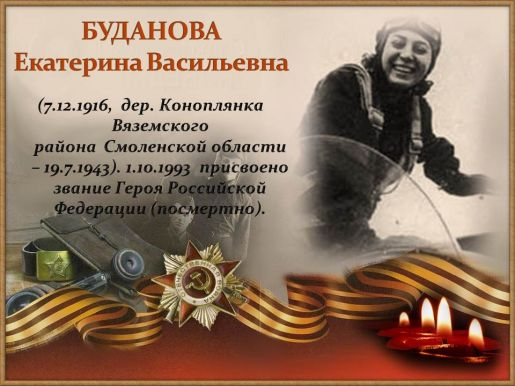 БУДАНОВА
Екатерина Васильевна
(7.12.1916, дер. Коноплянка
Вяземского
района Смоленской области
– 19.7.1943). 1.10.1993 присвоено
звание Героя Российской
Федерации (посмертно).